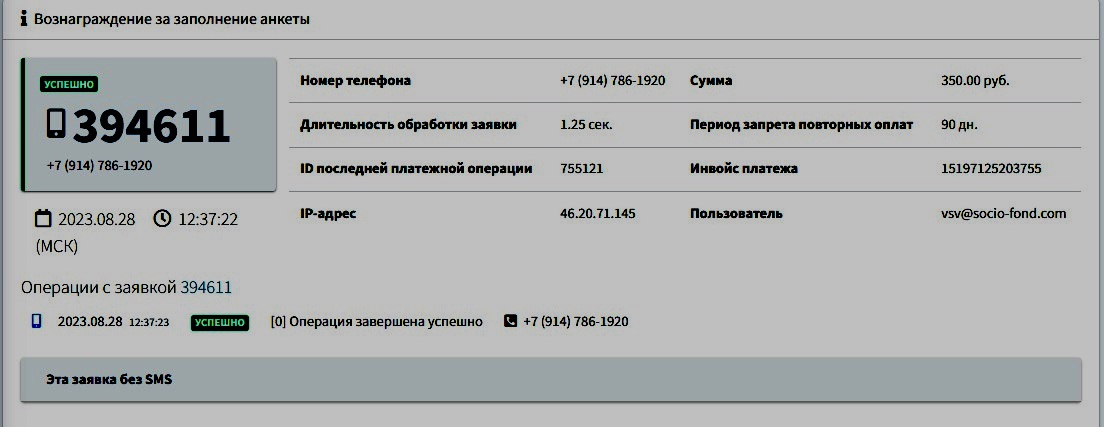 Вознаграждение за заполнение анкеты
УСПЕШНО
394611
+7 (914) 786-1920
2023.08.28 12:37:22
(МСК)
Номер телефона +7 (914) 786-1920 Сумма 350.00 руб.
Длительность обработки заявки 1.25 сек. Период запрета повторных оплат 90 дн.
ID последней платежной операции 755121 Инвойс платежа 15197125203755
IP-адрес 46.20.71.145 Пользователь vsv@socio-fond.com
Операции с заявкой 394611
2023.08.28 12:37:23 УСПЕШНО [0] Операция завершена успешно +7 (914) 786-1920
Эта заявка без SMS